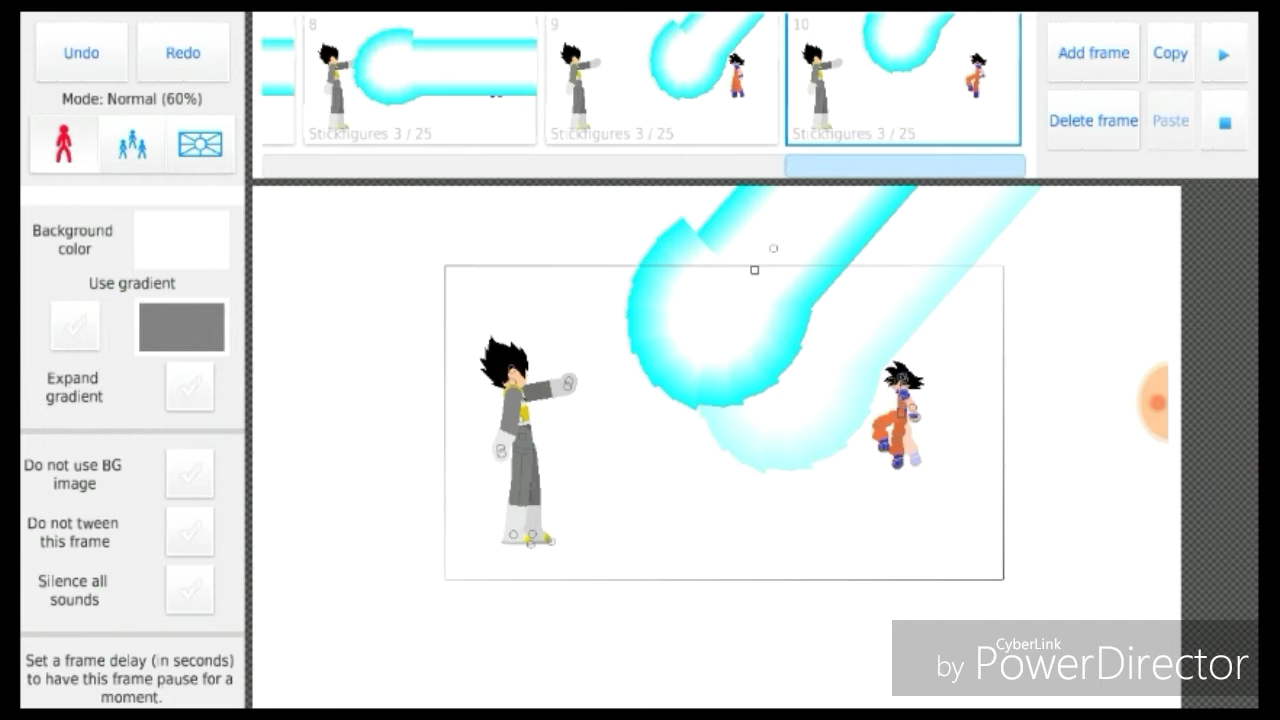 Undo
Redo
Mode: Normal (60%)
8
Stickfigures 3 / 25
9
Stickfigures 3 / 25
10
Stickfigures 3 / 25
Add frame
Copy
Delete frame
Paste
Background
color
Use gradient
Expand
gradient
Do not use BG
image
Do not tween
this frame
Silence all
sounds
Set a frame delay (in seconds)
to have this frame pause for a
moment.
CyberLink
by PowerDirector